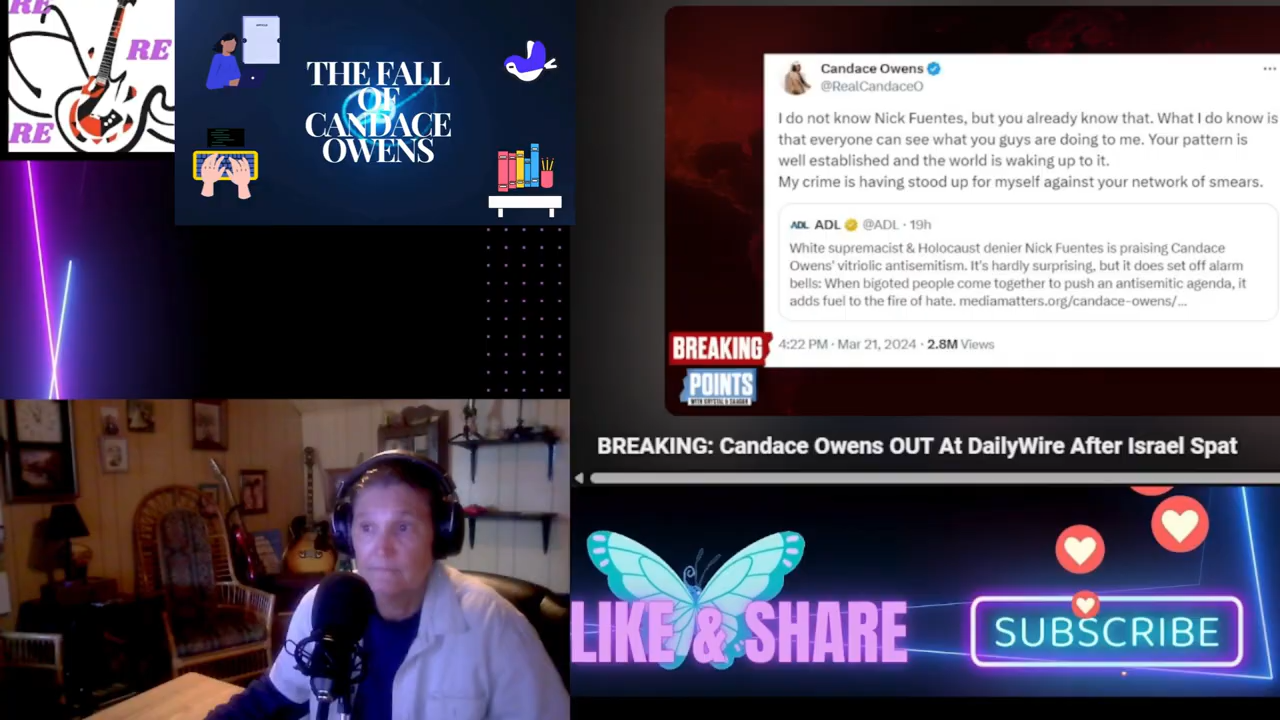 RE
RE
RE
THE FALL
OF
CANDACE
OWENS
Candace Owens
@RealCandaceO
I do not know Nick Fuentes, but you already know that. What I do know is
that everyone can see what you guys are doing to me. Your pattern is
well established and the world is waking up to it.
My crime is having stood up for myself against your network of smears.
ADL ADL @ADL · 19h
White supremacist & Holocaust denier Nick Fuentes is praising Candace
Owens' vitriolic antisemitism. It's hardly surprising, but it does set off alarm
bells: When bigoted people come together to push an antisemitic agenda, it
adds fuel to the fire of hate. mediamatters.org/candace-owens/...
4:22 PM · Mar 21, 2024 · 2.8M Views
BREAKING
POINTS
WITH KRYSTAL & SAAGAR
BREAKING: Candace Owens OUT At DailyWire After Israel Spat
LIKE & SHARE
SUBSCRIBE